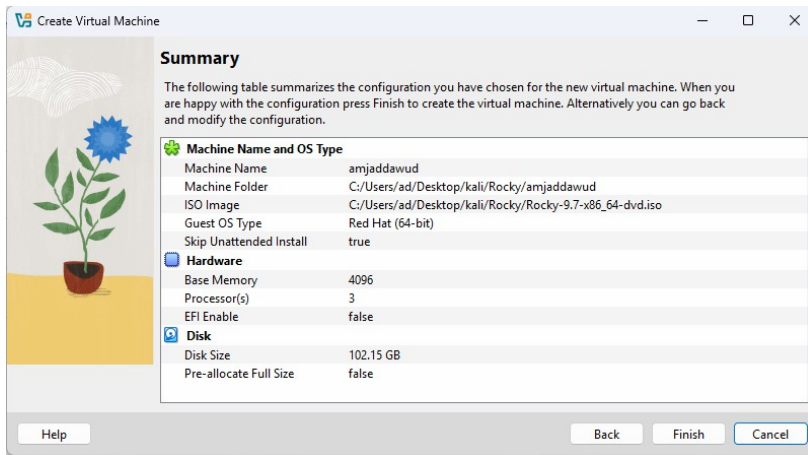 Create Virtual Machine
Summary
The following table summarizes the configuration you have chosen for the new virtual machine. When you
are happy with the configuration press Finish to create the virtual machine. Alternatively you can go back
and modify the configuration.
Machine Name and OS Type
Machine Name amjaddawud
Machine Folder C:/Users/ad/Desktop/kali/Rocky/amjaddawud
ISO Image C:/Users/ad/Desktop/kali/Rocky/Rocky-9.7-x86_64-dvd.iso
Guest OS Type Red Hat (64-bit)
Skip Unattended Install true
Hardware
Base Memory 4096
Processor(s) 3
EFI Enable false
Disk
Disk Size 102.15 GB
Pre-allocate Full Size false
Help Back Finish Cancel